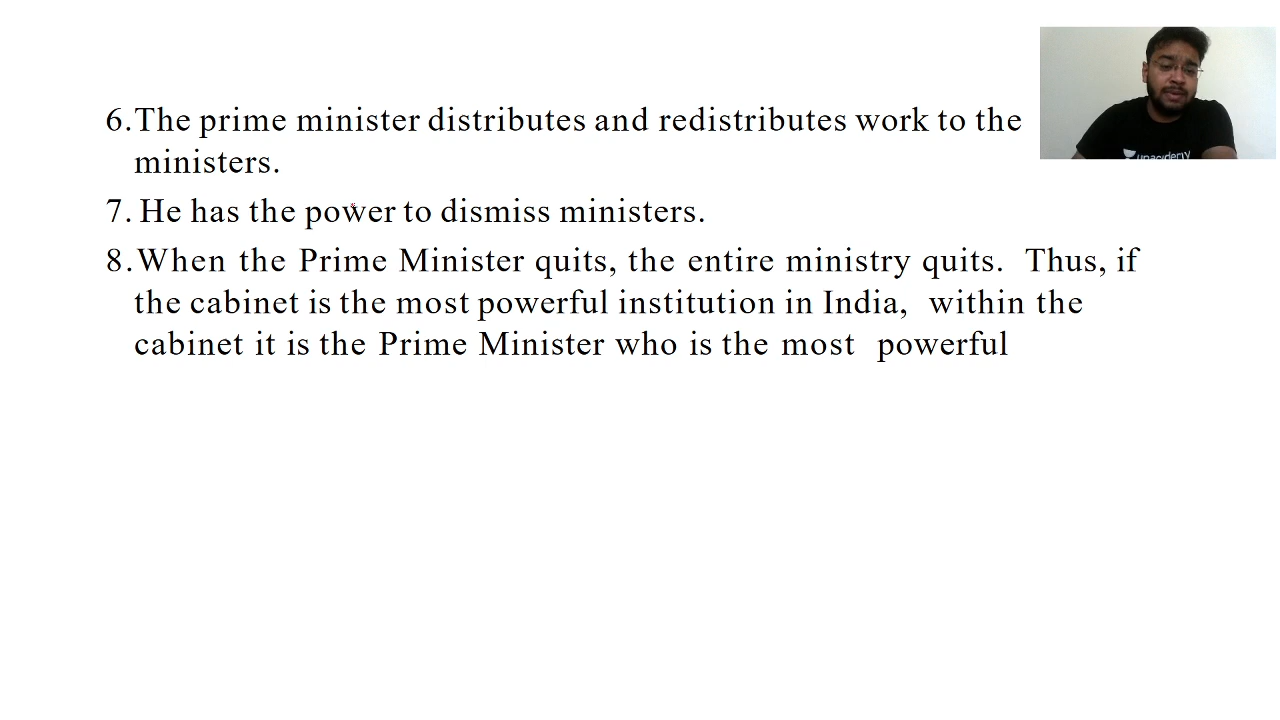 6.The prime minister distributes and redistributes work to the
ministers.
7. He has the power to dismiss ministers.
8.When the Prime Minister quits, the entire ministry quits. Thus, if
the cabinet is the most powerful institution in India, within the
cabinet it is the Prime Minister who is the most powerful
unacademy